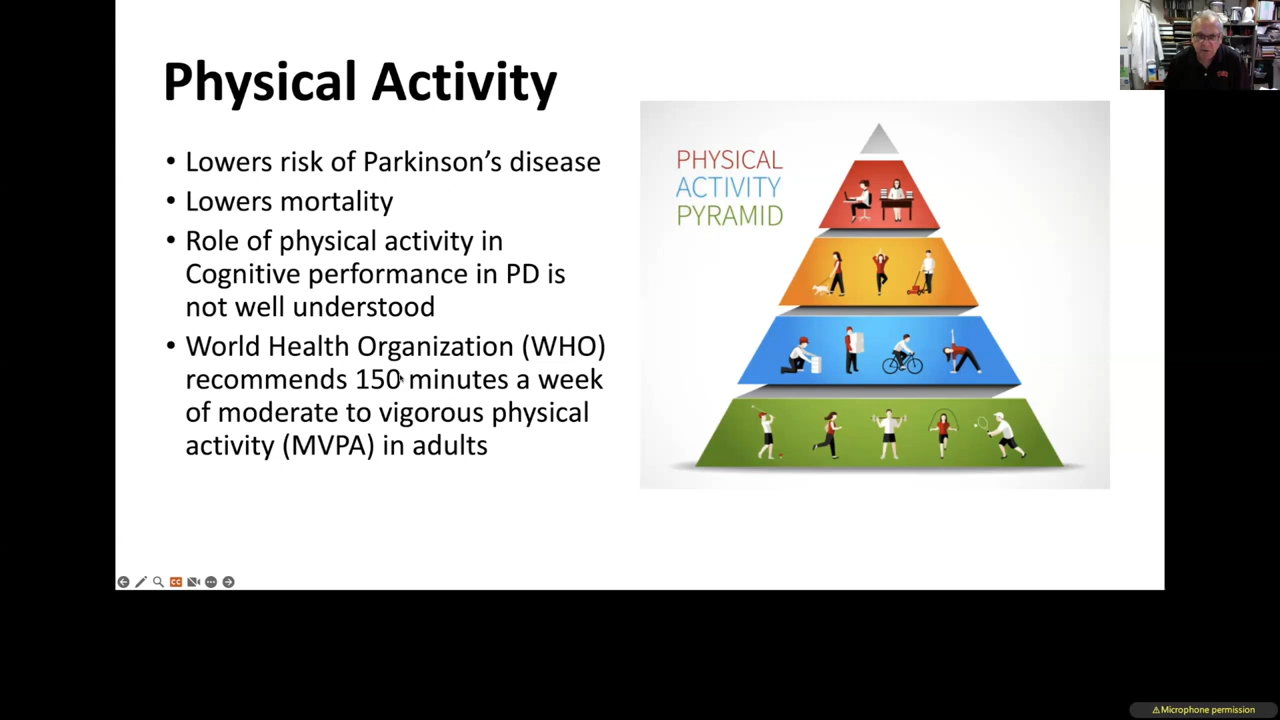 Physical Activity
• Lowers risk of Parkinson's disease
• Lowers mortality
• Role of physical activity in
Cognitive performance in PD is
not well understood
• World Health Organization (WHO)
recommends 150 minutes a week
of moderate to vigorous physical
activity (MVPA) in adults
PHYSICAL
ACTIVITY
PYRAMID
CC
⚠Microphone permission